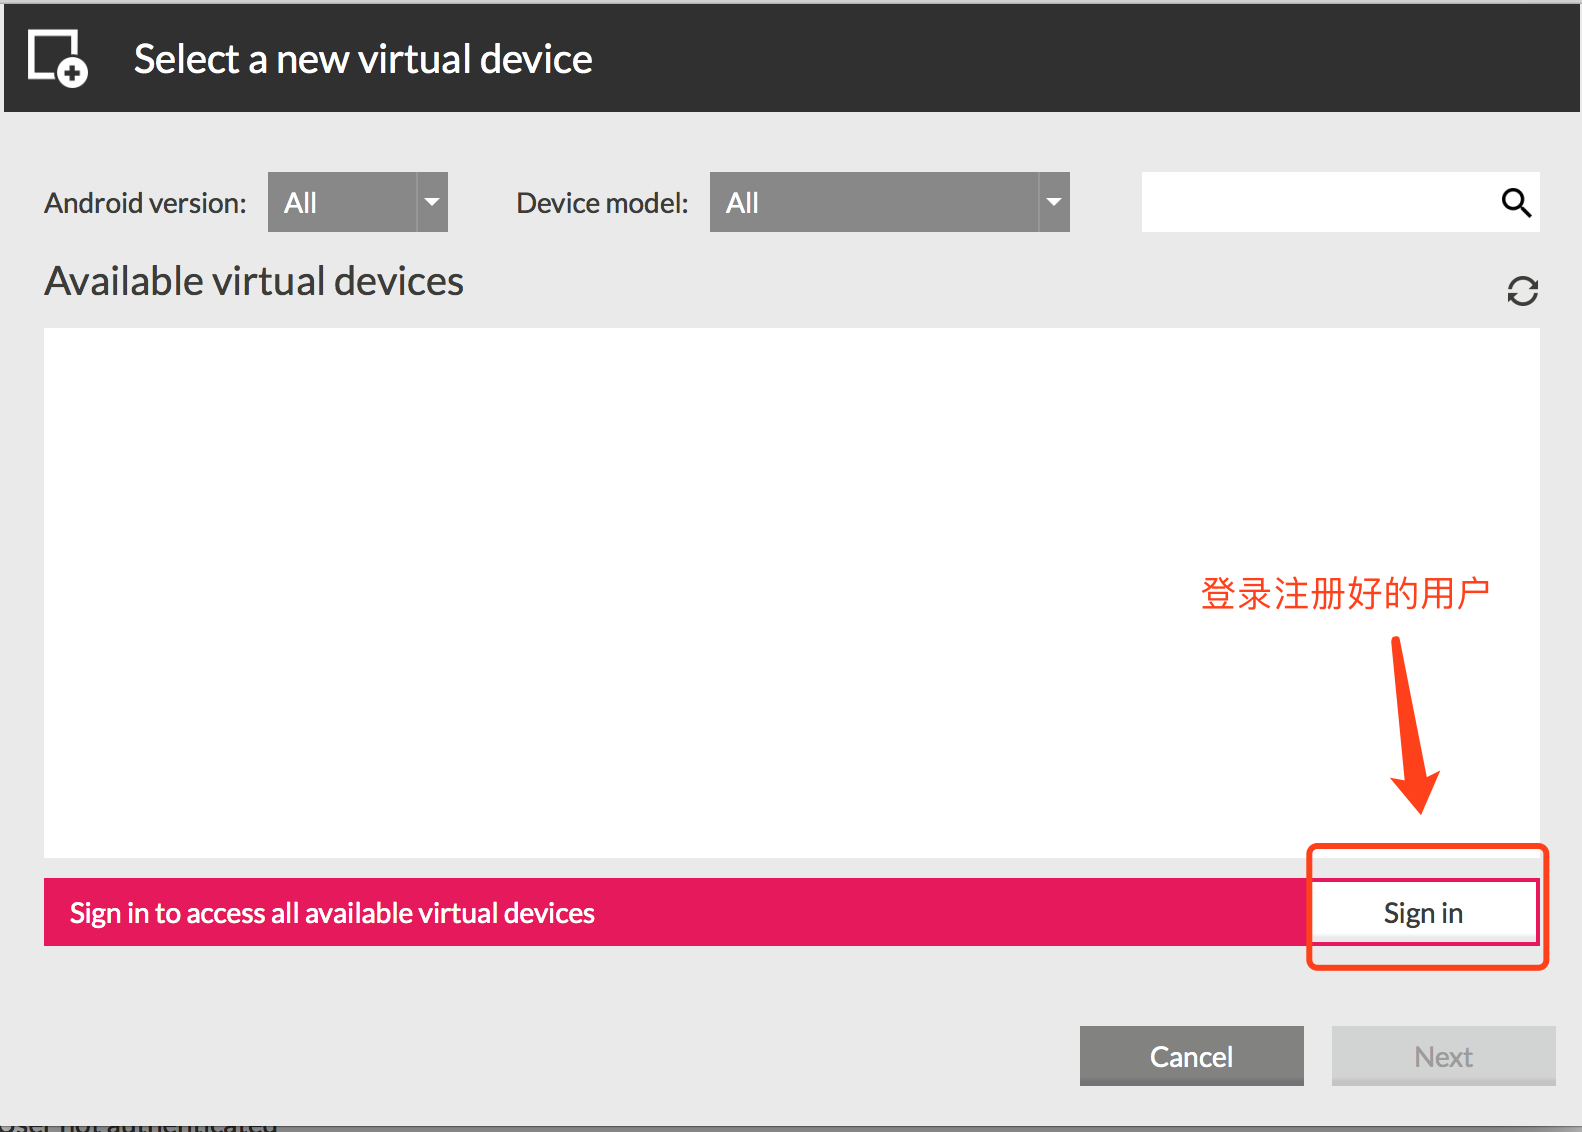 Select a new virtual device
Android version: All Device model: All
Available virtual devices
登录注册好的用户
Sign in to access all available virtual devices Sign in
Cancel Next